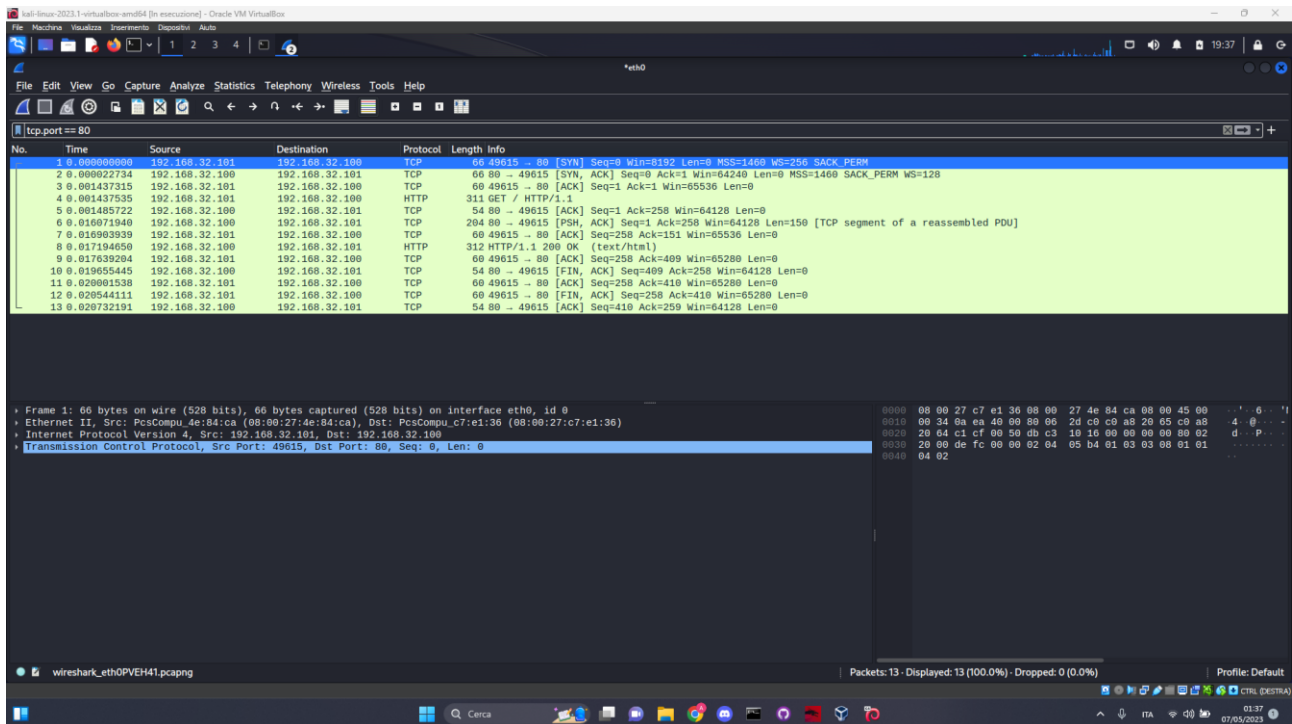 kali-linux-2023.1-virtualbox-amd64 [In esecuzione] - Oracle VM VirtualBox
File Macchina Visualizza Inserimento Dispositivi Aiuto
1 2 3 4 2 19:37
*eth0
File Edit View Go Capture Analyze Statistics Telephony Wireless Tools Help
tcp.port == 80
No. Time Source Destination Protocol Length Info
1 0.000000000 192.168.32.101 192.168.32.100 TCP 66 49615 → 80 [SYN] Seq=0 Win=8192 Len=0 MSS=1460 WS=256 SACK_PERM
2 0.000022734 192.168.32.100 192.168.32.101 TCP 66 80 → 49615 [SYN, ACK] Seq=0 Ack=1 Win=64240 Len=0 MSS=1460 SACK_PERM WS=128
3 0.001437315 192.168.32.101 192.168.32.100 TCP 60 49615 → 80 [ACK] Seq=1 Ack=1 Win=65536 Len=0
4 0.001437535 192.168.32.101 192.168.32.100 HTTP 311 GET / HTTP/1.1
5 0.001485722 192.168.32.100 192.168.32.101 TCP 54 80 → 49615 [ACK] Seq=1 Ack=258 Win=64128 Len=0
6 0.016071940 192.168.32.100 192.168.32.101 TCP 204 80 → 49615 [PSH, ACK] Seq=1 Ack=258 Win=64128 Len=150 [TCP segment of a reassembled PDU]
7 0.016903939 192.168.32.101 192.168.32.100 TCP 60 49615 → 80 [ACK] Seq=258 Ack=151 Win=65536 Len=0
8 0.017194650 192.168.32.100 192.168.32.101 HTTP 312 HTTP/1.1 200 OK (text/html)
9 0.017639204 192.168.32.101 192.168.32.100 TCP 60 49615 → 80 [ACK] Seq=258 Ack=409 Win=65280 Len=0
10 0.019655445 192.168.32.100 192.168.32.101 TCP 54 80 → 49615 [FIN, ACK] Seq=409 Ack=258 Win=64128 Len=0
11 0.020001538 192.168.32.101 192.168.32.100 TCP 60 49615 → 80 [ACK] Seq=258 Ack=410 Win=65280 Len=0
12 0.020544111 192.168.32.101 192.168.32.100 TCP 60 49615 → 80 [FIN, ACK] Seq=258 Ack=410 Win=65280 Len=0
13 0.020732191 192.168.32.100 192.168.32.101 TCP 54 80 → 49615 [ACK] Seq=410 Ack=259 Win=64128 Len=0
Frame 1: 66 bytes on wire (528 bits), 66 bytes captured (528 bits) on interface eth0, id 0
Ethernet II, Src: PcsCompu_4e:84:ca (08:00:27:4e:84:ca), Dst: PcsCompu_c7:e1:36 (08:00:27:c7:e1:36)
Internet Protocol Version 4, Src: 192.168.32.101, Dst: 192.168.32.100
Transmission Control Protocol, Src Port: 49615, Dst Port: 80, Seq: 0, Len: 0
0000 08 00 27 c7 e1 36 08 00 27 4e 84 ca 08 00 45 00 ··'··6·· 'N
0010 00 34 0a ea 40 00 80 06 2d c0 c0 a8 20 65 c0 a8 ·4··@··· -
0020 20 64 c1 cf 00 50 db c3 10 16 00 00 00 00 80 02 d···P··
0030 20 00 de fc 00 00 02 04 05 b4 01 03 03 08 01 01 ········
0040 04 02 ··
wireshark_eth0PVEH41.pcapng Packets: 13 · Displayed: 13 (100.0%) · Dropped: 0 (0.0%) Profile: Default
CTRL (DESTRA)
Cerca ITA 01:37
07/05/2023